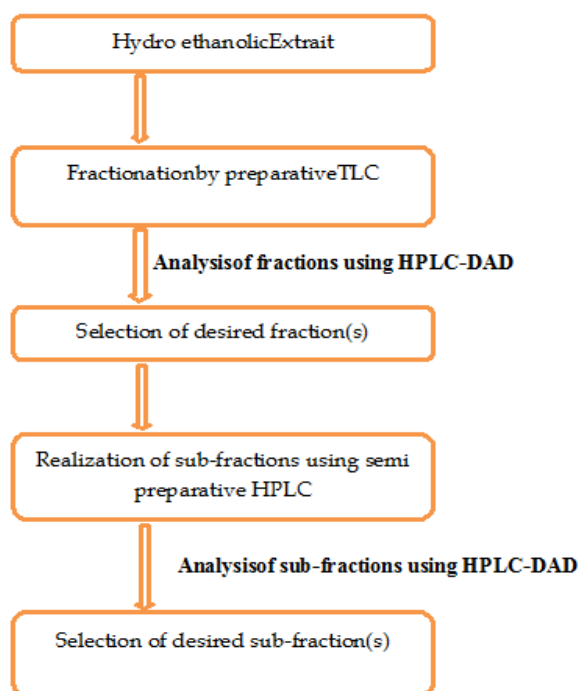 Hydro ethanolicExtrait
Fractionationby preparativeTLC
Analysisof fractions using HPLC-DAD
Selection of desired fraction(s)
Realization of sub-fractions using semi
preparative HPLC
Analysisof sub-fractions using HPLC-DAD
Selection of desired sub-fraction(s)